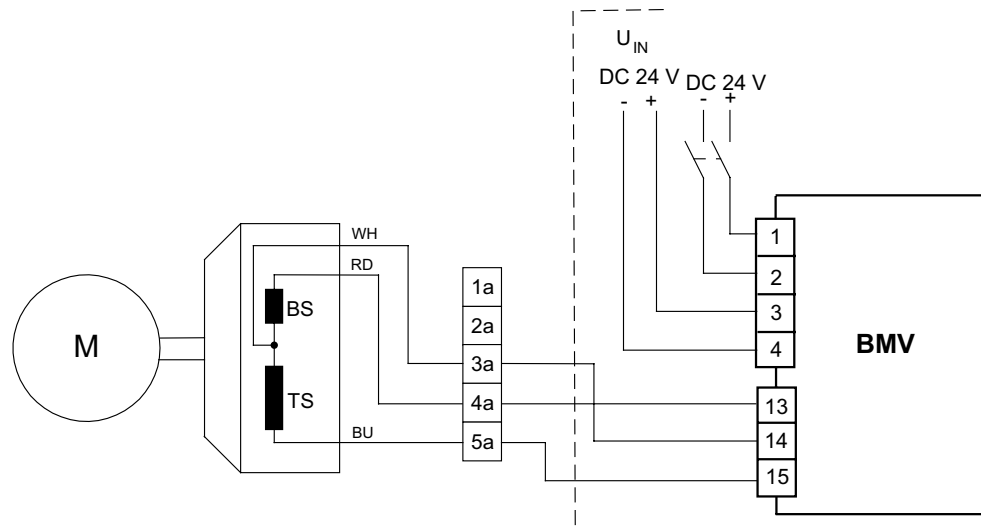 U_IN
DC 24 V DC 24 V
- + - +
WH
RD
BS
M
TS
BU
1a
2a
3a
4a
5a
1
2
3
4
BMV
13
14
15